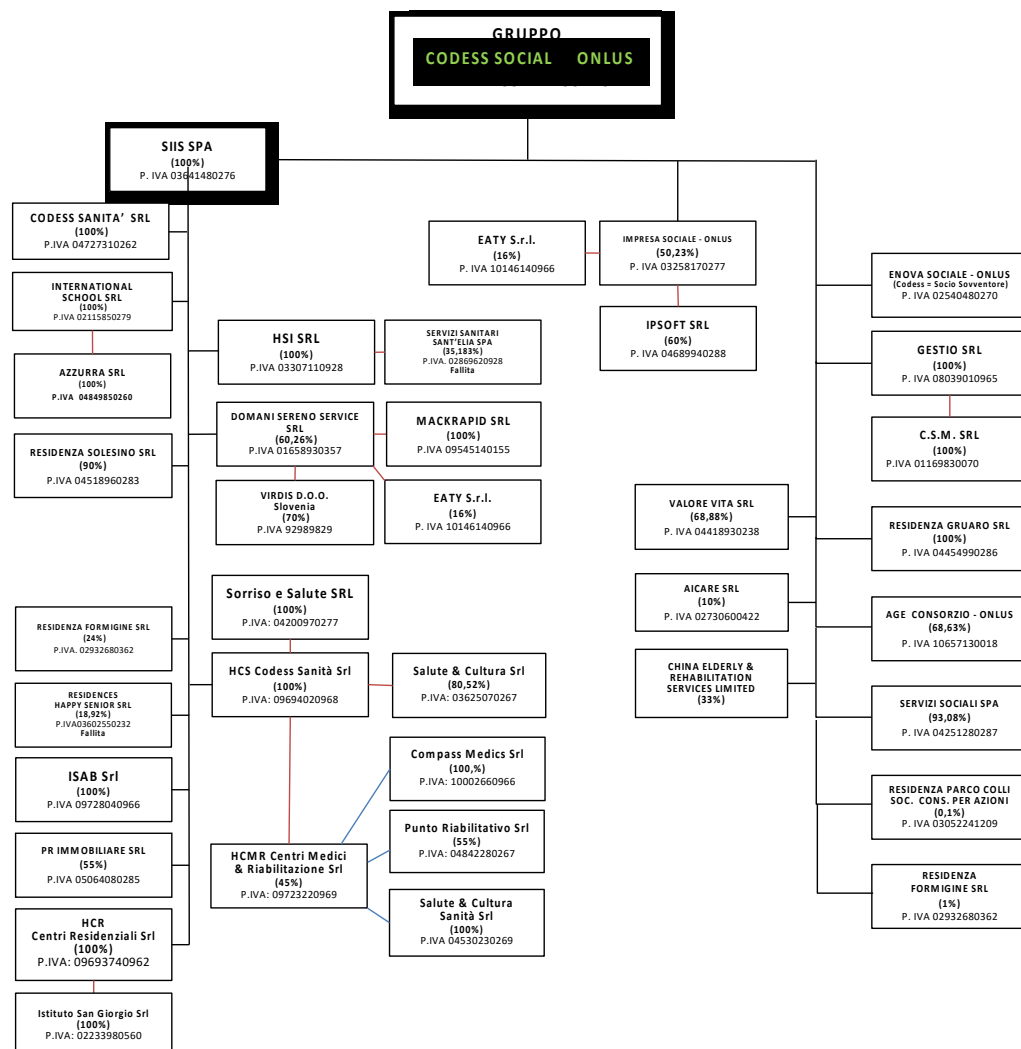 GRUPPO
CODESS SOCIAL ONLUS
SIIS SPA
(100%)
P. IVA 03641480276
CODESS SANITA’ SRL
(100%)
P.IVA 04727310262
INTERNATIONAL
SCHOOL SRL
(100%)
P.IVA 02115850279
AZZURRA SRL
(100%)
P.IVA 04849850260
RESIDENZA SOLESINO SRL
(90%)
P.IVA 04518960283
RESIDENZA FORMIGINE SRL
(24%)
P.IVA. 02932680362
RESIDENCES
HAPPY SENIOR SRL
(18,92%)
P.IVA03602550232
Fallita
ISAB Srl
(100%)
P.IVA 09728040966
PR IMMOBILIARE SRL
(55%)
P.IVA 05064080285
HCR
Centri Residenziali Srl
(100%)
P.IVA: 09693740962
Istituto San Giorgio Srl
(100%)
P.IVA: 02233980560
HSI SRL
(100%)
P.IVA 03307110928
SERVIZI SANITARI
SANT’ELIA SPA
(35,183%)
P.IVA. 02869620928
Fallita
DOMANI SERENO SERVICE
SRL
(60,26%)
P.IVA 01658930357
MACKRAPID SRL
(100%)
P.IVA 09545140155
VIRDIS D.O.O.
Slovenia
(70%)
P.IVA 92989829
EATY S.r.l.
(16%)
P. IVA 10146140966
Sorriso e Salute SRL
(100%)
P.IVA: 04200970277
HCS Codess Sanità Srl
(100%)
P.IVA: 09694020968
Salute & Cultura Srl
(80,52%)
P.IVA: 03625070267
Compass Medics Srl
(100,%)
P.IVA: 10002660966
Punto Riabilitativo Srl
(55%)
P.IVA: 04842280267
HCMR Centri Medici
& Riabilitazione Srl
(45%)
P.IVA: 09723220969
Salute & Cultura
Sanità Srl
(100%)
P.IVA 04530230269
EATY S.r.l.
(16%)
P. IVA 10146140966
IMPRESA SOCIALE - ONLUS
(50,23%)
P. IVA 03258170277
IPSOFT SRL
(60%)
P. IVA 04689940288
VALORE VITA SRL
(68,88%)
P. IVA 04418930238
AICARE SRL
(10%)
P. IVA 02730600422
CHINA ELDERLY &
REHABILITATION
SERVICES LIMITED
(33%)
ENOVA SOCIALE - ONLUS
(Codess = Socio Sovventore)
P. IVA 02540480270
GESTIO SRL
(100%)
P. IVA 08039010965
C.S.M. SRL
(100%)
P.IVA 01169830070
RESIDENZA GRUARO SRL
(100%)
P.IVA 04454990286
AGE CONSORZIO - ONLUS
(68,63%)
P. IVA 10657130018
SERVIZI SOCIALI SPA
(93,08%)
P. IVA 04251280287
RESIDENZA PARCO COLLI
SOC. CONS. PER AZIONI
(0,1%)
P. IVA 03052241209
RESIDENZA
FORMIGINE SRL
(1%)
P. IVA 02932680362